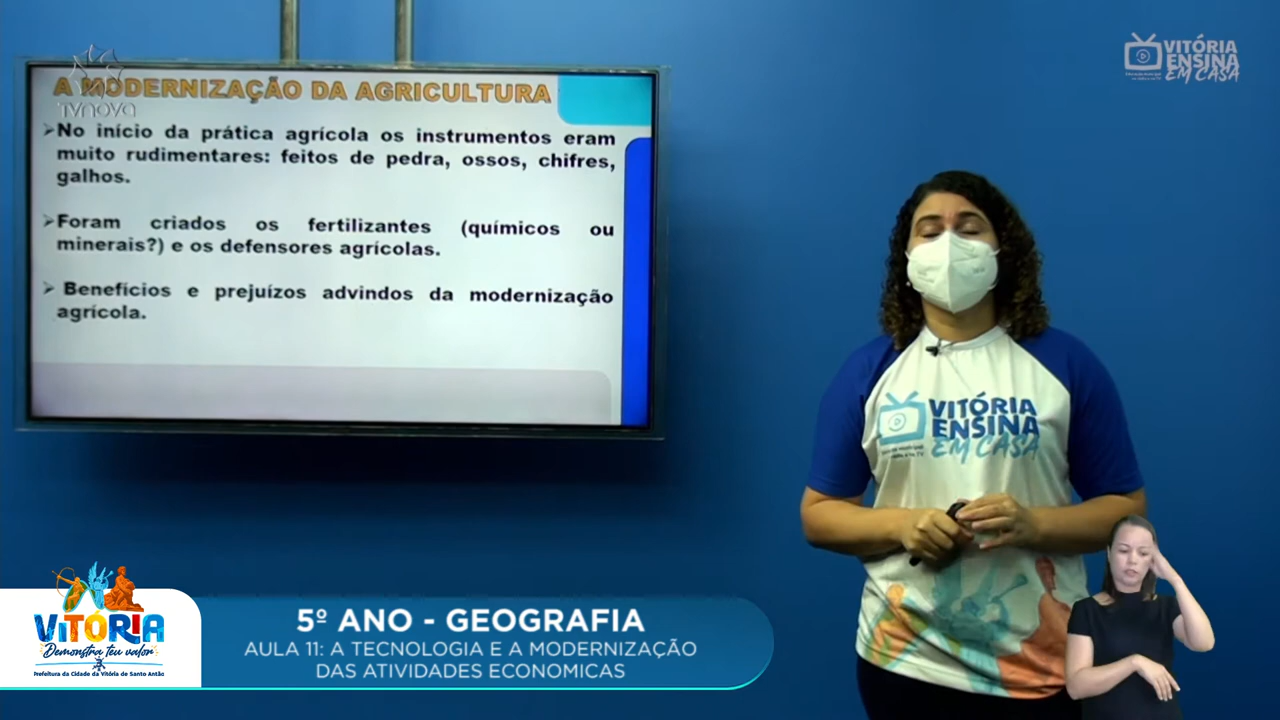 A MODERNIZAÇÃO DA AGRICULTURA
TVNOVA
➢No início da prática agrícola os instrumentos eram
muito rudimentares: feitos de pedra, ossos, chifres,
galhos.
➢Foram criados os fertilizantes (químicos ou
minerais?) e os defensores agrícolas.
➢ Benefícios e prejuízos advindos da modernização
agrícola.
VITÓRIA
ENSINA
EM CASA
VITÓRIA
ENSINA
EM CASA
VITÓRIA
Demonstra teu valor
Prefeitura da Cidade da Vitória de Santo Antão
5º ANO - GEOGRAFIA
AULA 11: A TECNOLOGIA E A MODERNIZAÇÃO
DAS ATIVIDADES ECONOMICAS